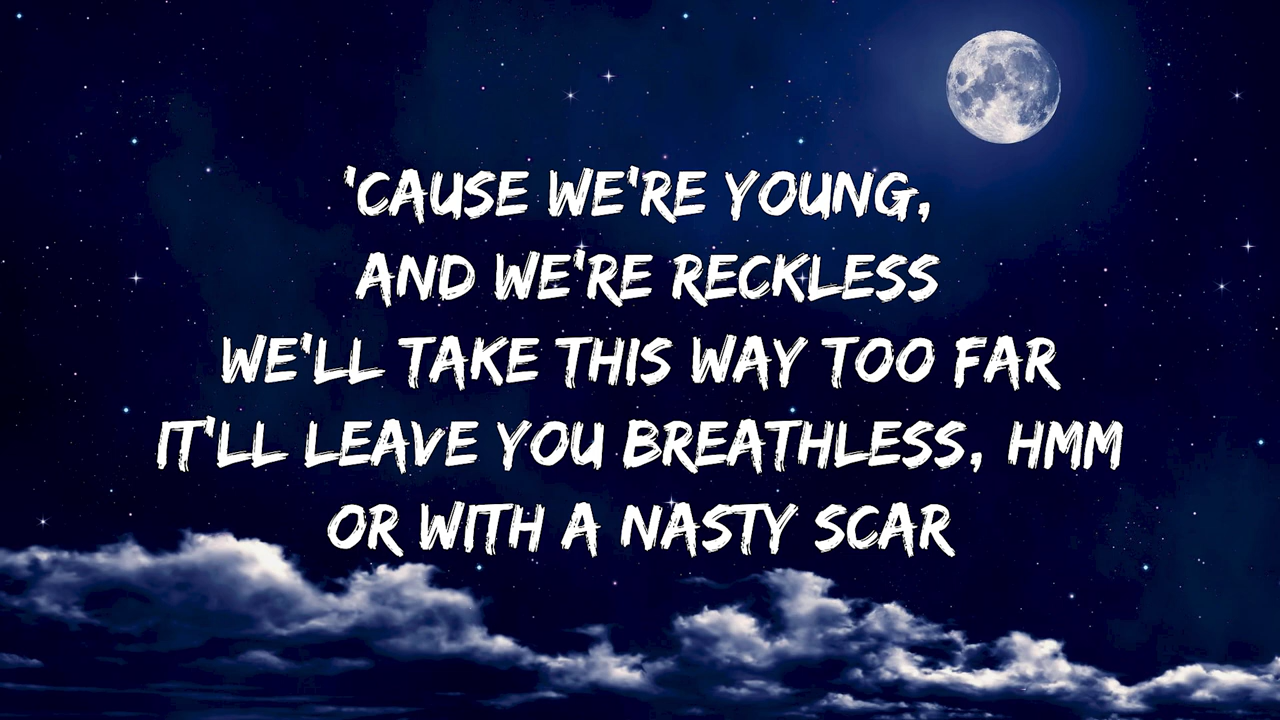 'CAUSE WE'RE YOUNG,
AND WE'RE RECKLESS
WE'LL TAKE THIS WAY TOO FAR
IT'LL LEAVE YOU BREATHLESS, HMM
OR WITH A NASTY SCAR